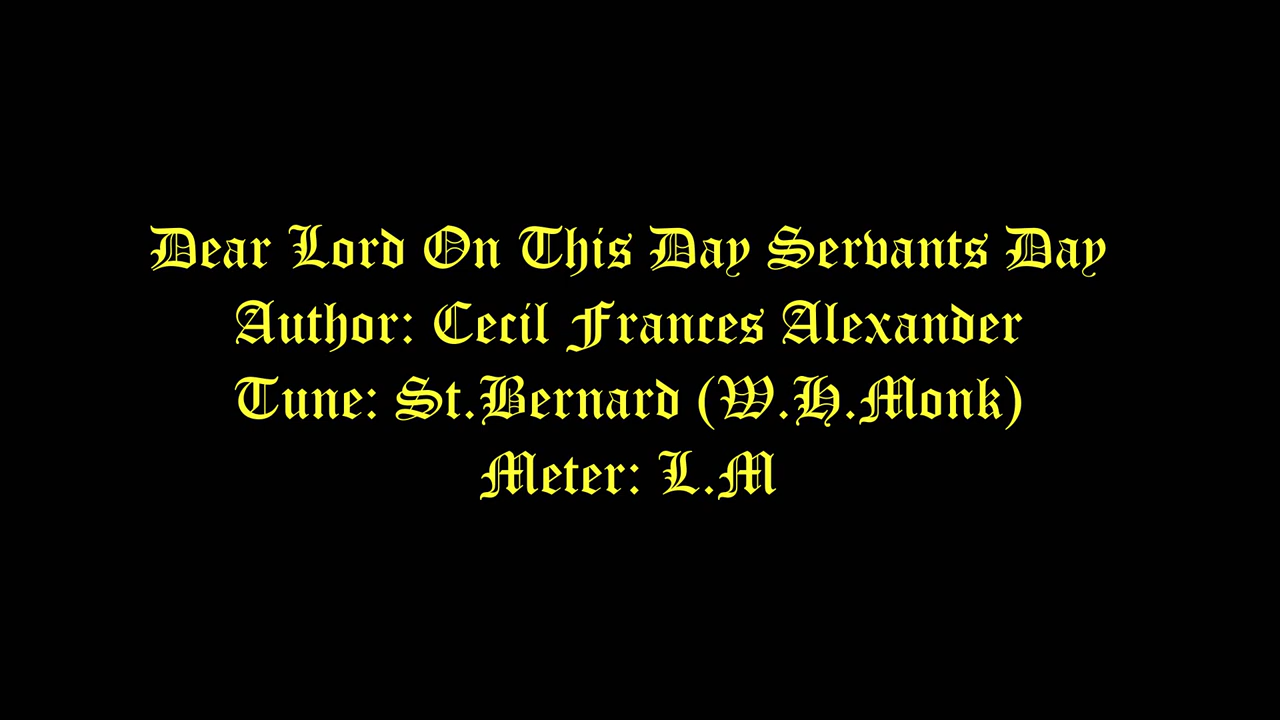 Dear Lord On This Day Servants Day
Author: Cecil Frances Alexander
Tune: St.Bernard (W.H.Monk)
Meter: L.M